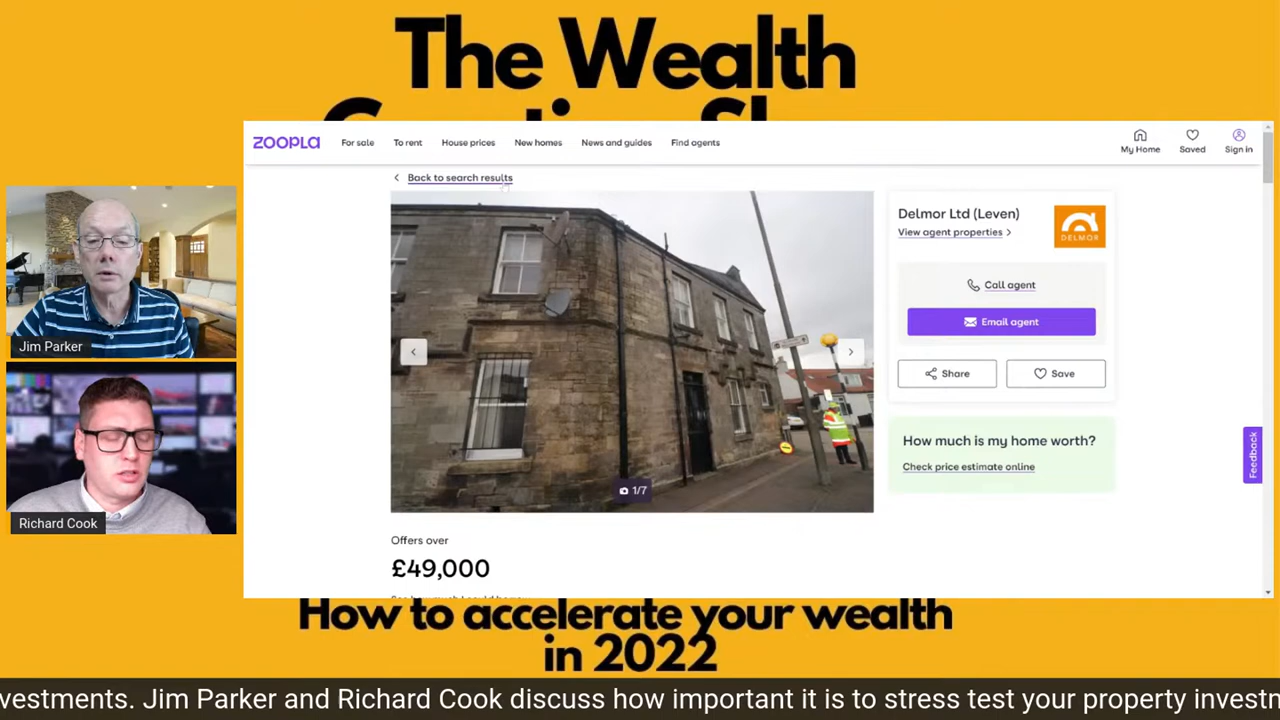 The Wealth
ZOOPLA
For sale
To rent
House prices
New homes
News and guides
Find agents
My Home
Saved
Sign in
Back to search results
Delmor Ltd (Leven)
View agent properties
DELMOR
Call agent
Email agent
Share
Save
How much is my home worth?
Check price estimate online
Feedback
1/7
Offers over
£49,000
Jim Parker
Richard Cook
How to accelerate your wealth
in 2022
vestments. Jim Parker and Richard Cook discuss how important it is to stress test your property investm